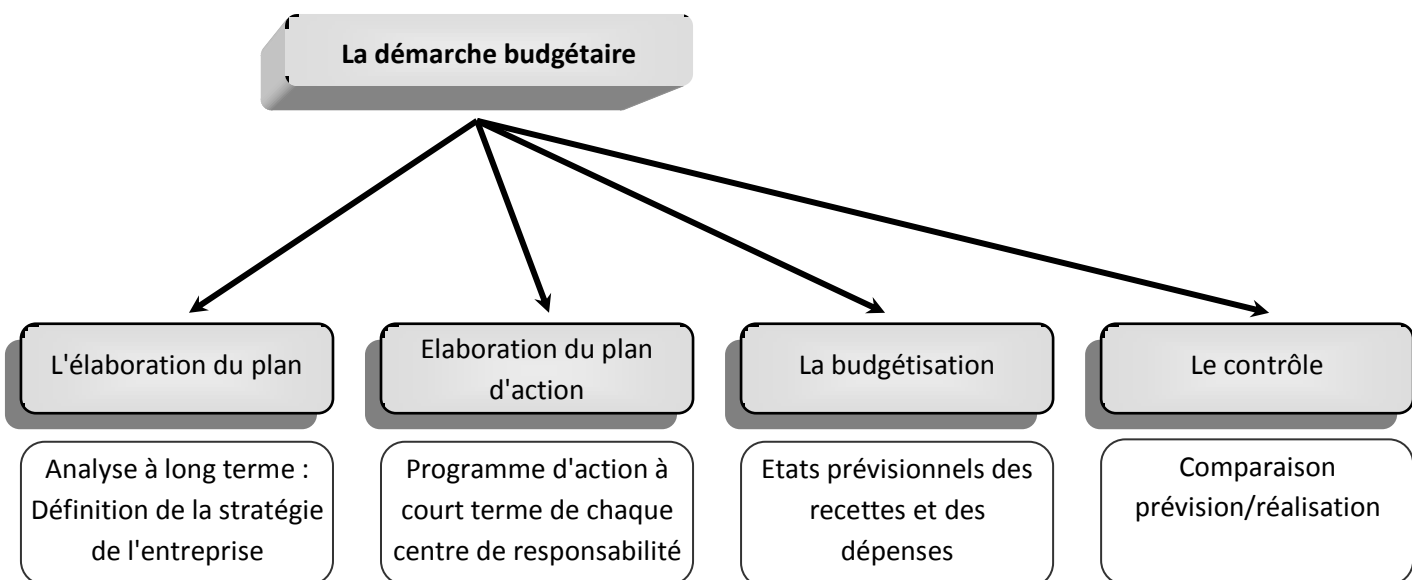 La démarche budgétaire
L'élaboration du plan
Elaboration du plan
d'action
La budgétisation
Le contrôle
Analyse à long terme :
Définition de la stratégie
de l'entreprise
Programme d'action à
court terme de chaque
centre de responsabilité
Etats prévisionnels des
recettes et des
dépenses
Comparaison
prévision/réalisation